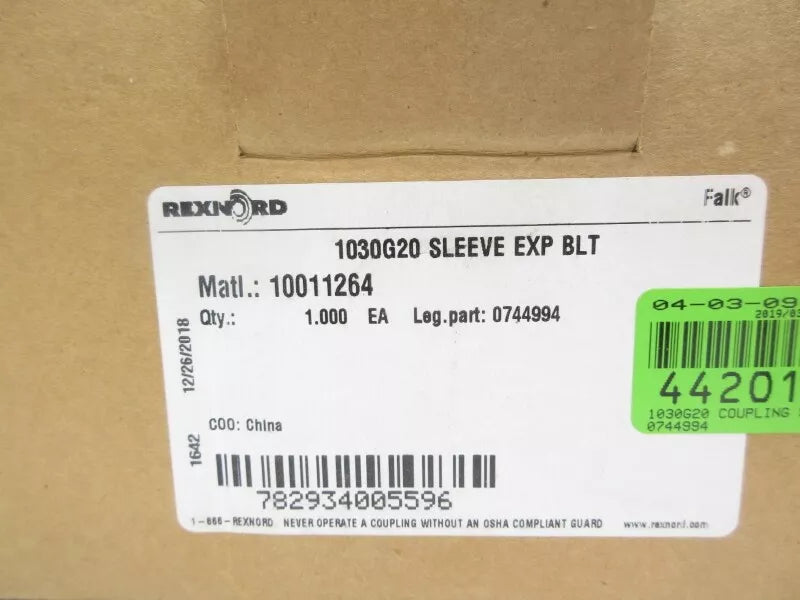 REXNORD
Falk®
1030G20 SLEEVE EXP BLT
Matl.: 10011264
Qty.: 1.000 EA Leg.part: 0744994
12/26/2018
1642
COO: China
782934005596
1-866-REXNORD NEVER OPERATE A COUPLING WITHOUT AN OSHA COMPLIANT GUARD www.rexnord.com
04-03-09
2019/03
44201
1030G20 COUPLING
0744994